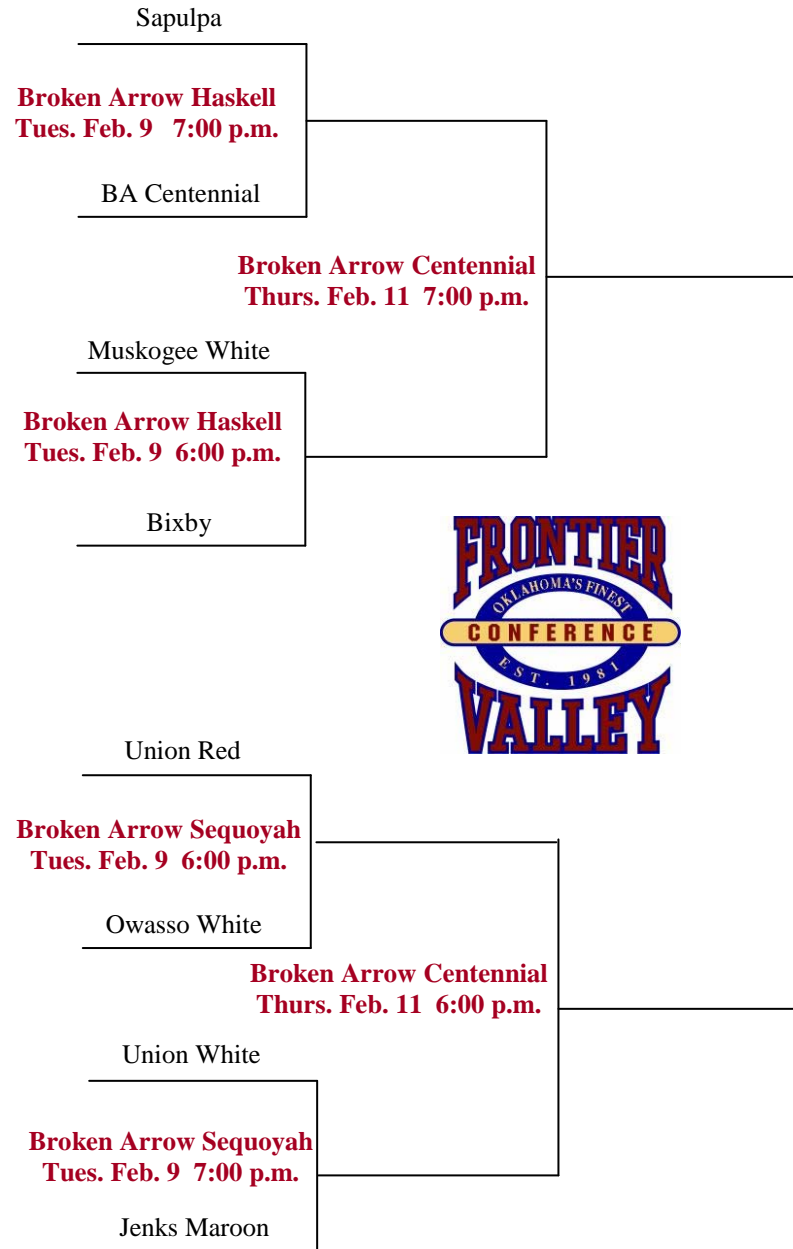 Sapulpa
Broken Arrow Haskell
Tues. Feb. 9 7:00 p.m.
BA Centennial
Broken Arrow Centennial
Thurs. Feb. 11 7:00 p.m.
Muskogee White
Broken Arrow Haskell
Tues. Feb. 9 6:00 p.m.
Bixby
FRONTIER
OKLAHOMA'S FINEST
CONFERENCE
EST. 1981
VALLEY
Union Red
Broken Arrow Sequoyah
Tues. Feb. 9 6:00 p.m.
Owasso White
Broken Arrow Centennial
Thurs. Feb. 11 6:00 p.m.
Union White
Broken Arrow Sequoyah
Tues. Feb. 9 7:00 p.m.
Jenks Maroon